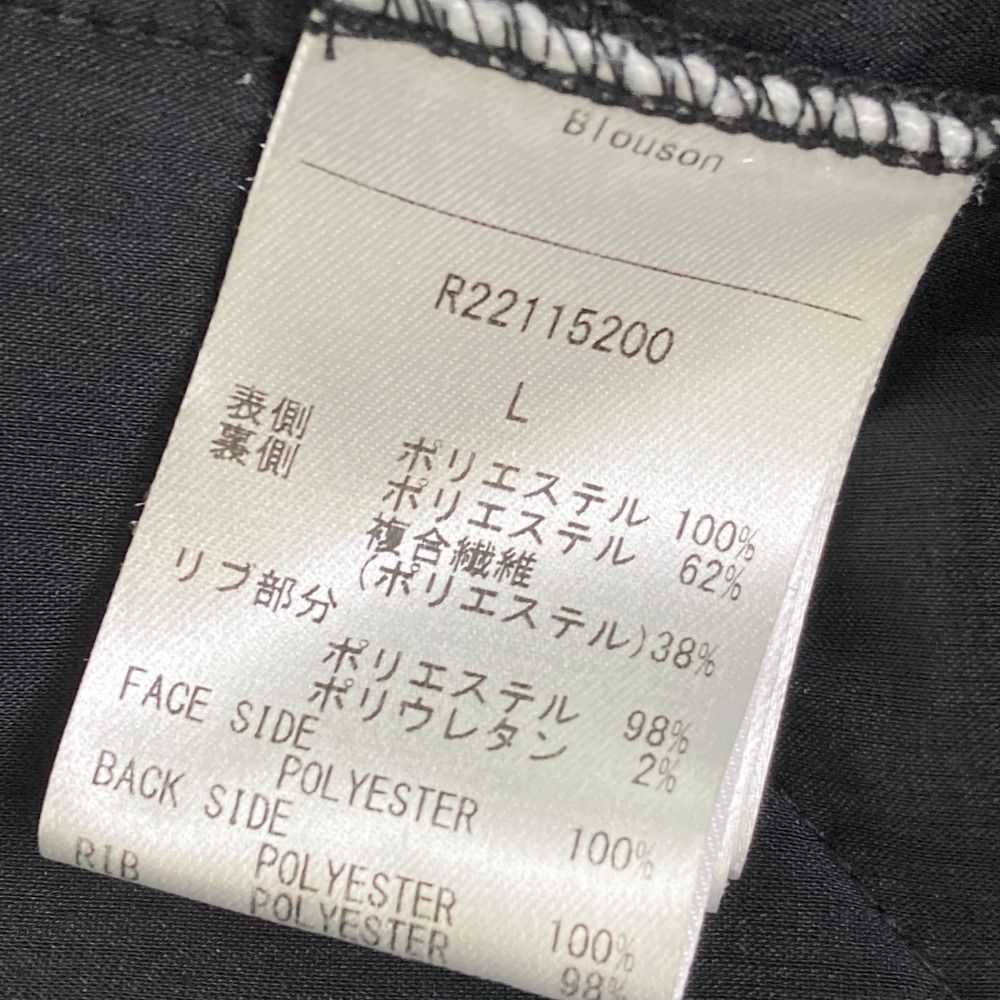 Blouson
R22115200
L
表側 ポリエステル 100%
裏側 ポリエステル 62%
複合繊維
(ポリエステル)38%
リブ部分
ポリエステル 98%
ポリウレタン 2%
FACE SIDE
POLYESTER 100%
BACK SIDE
POLYESTER 100%
RIB POLYESTER 98%